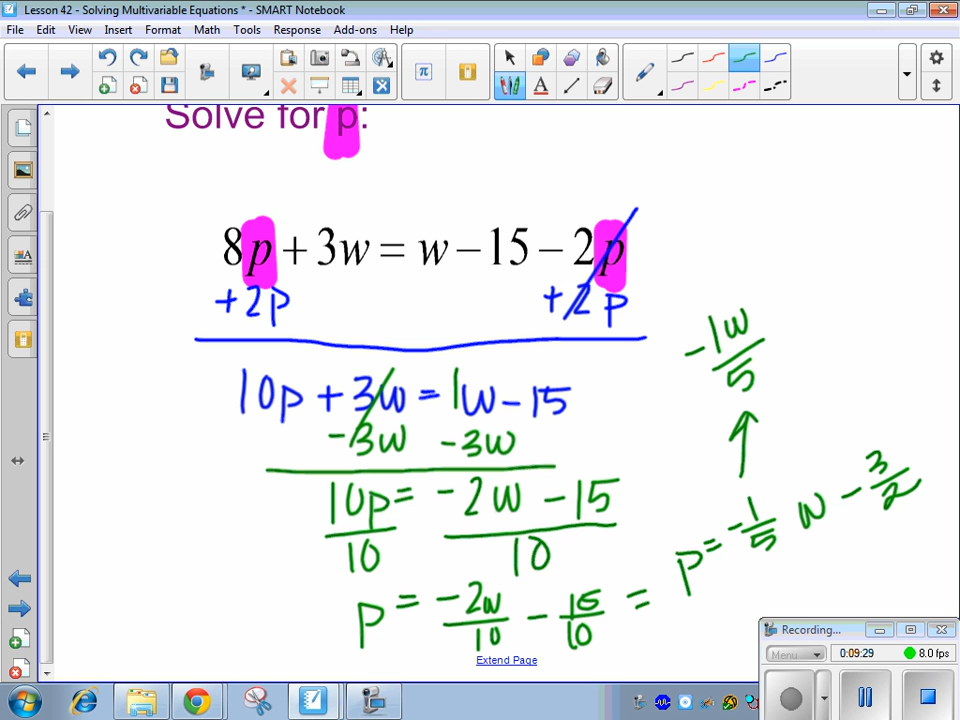 Lesson 42 - Solving Multivariable Equations * - SMART Notebook
File Edit View Insert Format Math Tools Response Add-ons Help
Solve for p:
8p + 3w = w − 15 − 2p
+2p +2p
10p + 3w = 1w − 15
-3w -3w
10p = -2w - 15
10 10
p = -2w/10 - 15/10 = p = -1/5 w - 3/2
-1w/5
Extend Page
Recording...
Menu 0:09:29 8.0 fps